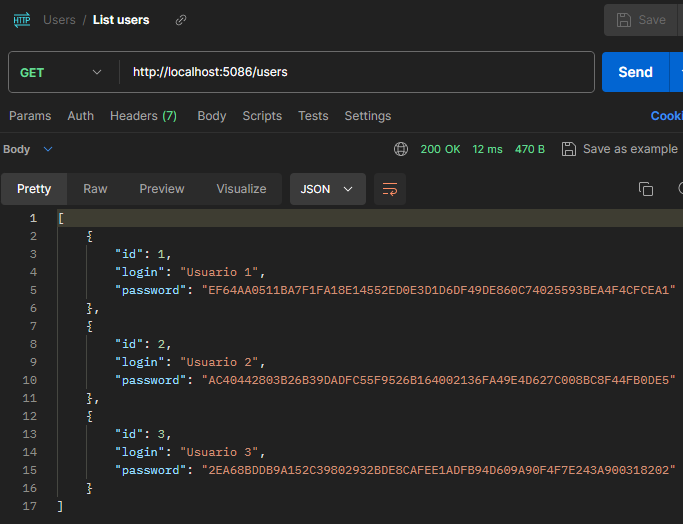 HTTP Users / List users Save
GET http://localhost:5086/users Send
Params Auth Headers (7) Body Scripts Tests Settings
Body 200 OK 12 ms 470 B Save as example
Pretty Raw Preview Visualize JSON
1 [
2 {
3 "id": 1,
4 "login": "Usuario 1",
5 "password": "EF64AA0511BA7F1FA18E14552ED0E3D1D6DF49DE860C74025593BEA4F4CFCEA1"
6 },
7 {
8 "id": 2,
9 "login": "Usuario 2",
10 "password": "AC40442803B26B39DADFC55F9526B164002136FA49E4D627C008BC8F44FB0DE5"
11 },
12 {
13 "id": 3,
14 "login": "Usuario 3",
15 "password": "2EA68BDDB9A152C39802932BDE8CAFEE1ADFB94D609A90F4F7E243A900318202"
16 }
17 ]